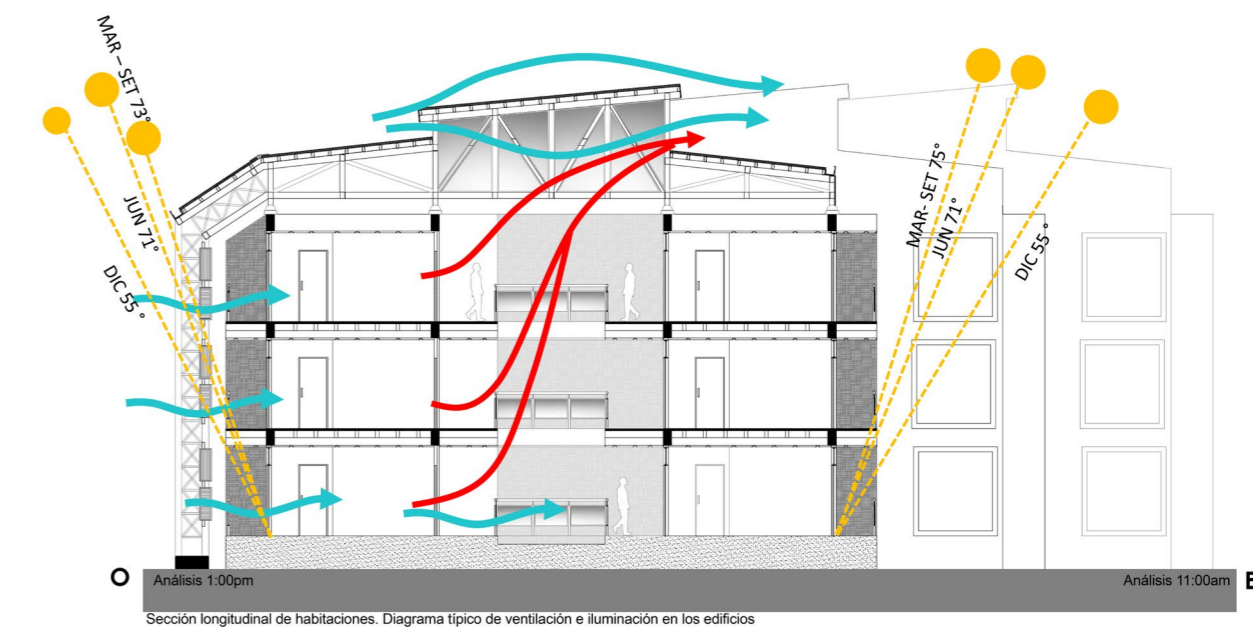 MAR – SET 73°
JUN 71°
DIC 55 °
MAR- SET 75°
JUN 71°
DIC 55 °
O
Análisis 1:00pm
Análisis 11:00am
E
Sección longitudinal de habitaciones. Diagrama típico de ventilación e iluminación en los edificios